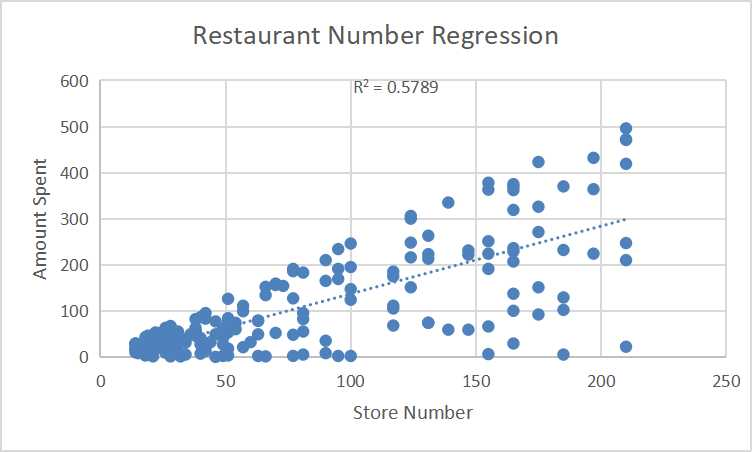 Restaurant Number Regression
R² = 0.5789
600
500
400
300
200
100
0
Amount Spent
0 50 100 150 200 250
Store Number